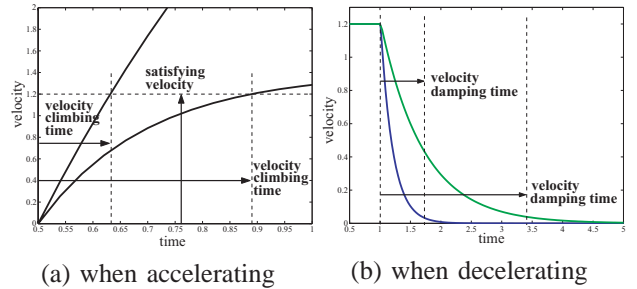 2
1.8
1.6
1.4
1.2
1
0.8
0.6
0.4
0.2
0
0.5
0.55
0.6
0.65
0.7
0.75
0.8
0.85
0.9
0.95
1
velocity
time
satisfying
velocity
velocity
climbing
time
velocity
climbing
time
(a) when accelerating
1.2
1
0.8
0.6
0.4
0.2
0
0.5
1
1.5
2
2.5
3
3.5
4
4.5
5
velocity
time
velocity
damping time
velocity
damping time
(b) when decelerating